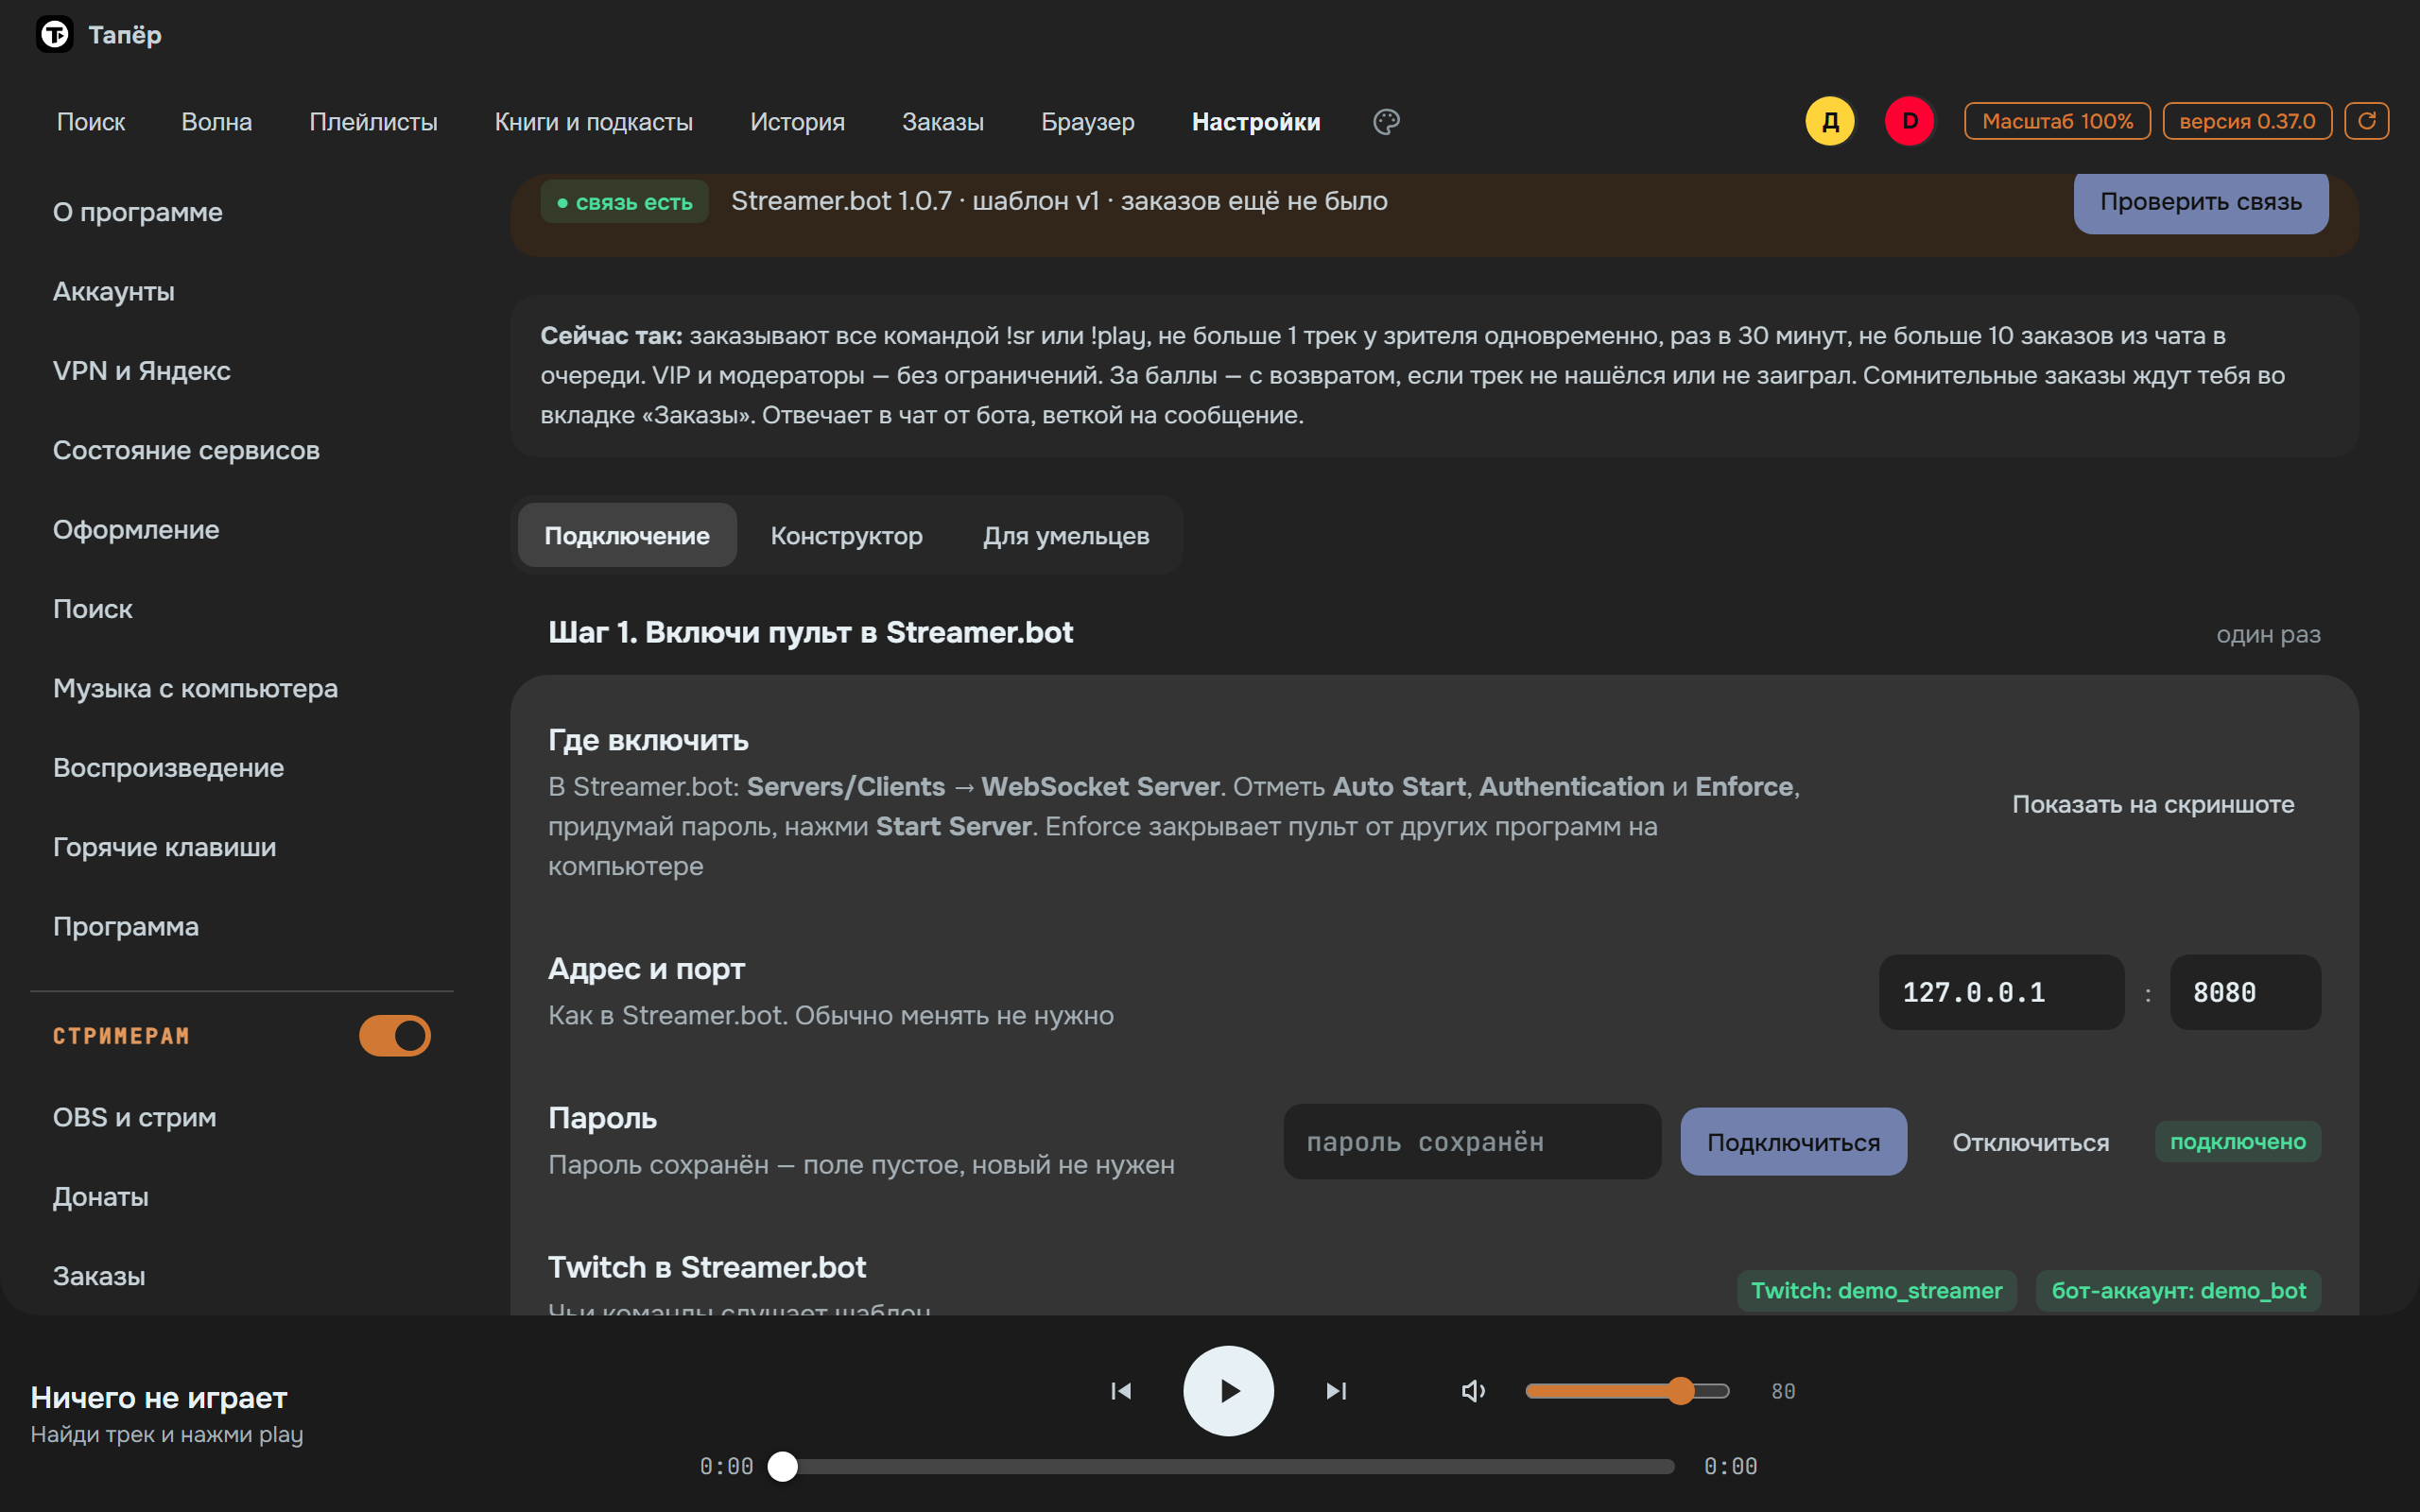 Тапёр
Поиск Волна Плейлисты Книги и подкасты История Заказы Браузер Настройки
Д D Масштаб 100% версия 0.37.0
О программе
Аккаунты
VPN и Яндекс
Состояние сервисов
Оформление
Поиск
Музыка с компьютера
Воспроизведение
Горячие клавиши
Программа
СТРИМЕРАМ
OBS и стрим
Донаты
Заказы
связь есть Streamer.bot 1.0.7 · шаблон v1 · заказов ещё не было Проверить связь
Сейчас так: заказывают все командой !sr или !play, не больше 1 трек у зрителя одновременно, раз в 30 минут, не больше 10 заказов из чата в
очереди. VIP и модераторы — без ограничений. За баллы — с возвратом, если трек не нашёлся или не заиграл. Сомнительные заказы ждут тебя во
вкладке «Заказы». Отвечает в чат от бота, веткой на сообщение.
Подключение Конструктор Для умельцев
Шаг 1. Включи пульт в Streamer.bot один раз
Где включить
В Streamer.bot: Servers/Clients → WebSocket Server. Отметь Auto Start, Authentication и Enforce,
придумай пароль, нажми Start Server. Enforce закрывает пульт от других программ на
компьютере
Показать на скриншоте
Адрес и порт
Как в Streamer.bot. Обычно менять не нужно
127.0.0.1 : 8080
Пароль
Пароль сохранён — поле пустое, новый не нужен
пароль сохранён Подключиться Отключиться подключено
Twitch в Streamer.bot
Чьи команды слушает шаблон
Twitch: demo_streamer бот-аккаунт: demo_bot
Ничего не играет
Найди трек и нажми play
80
0:00 0:00